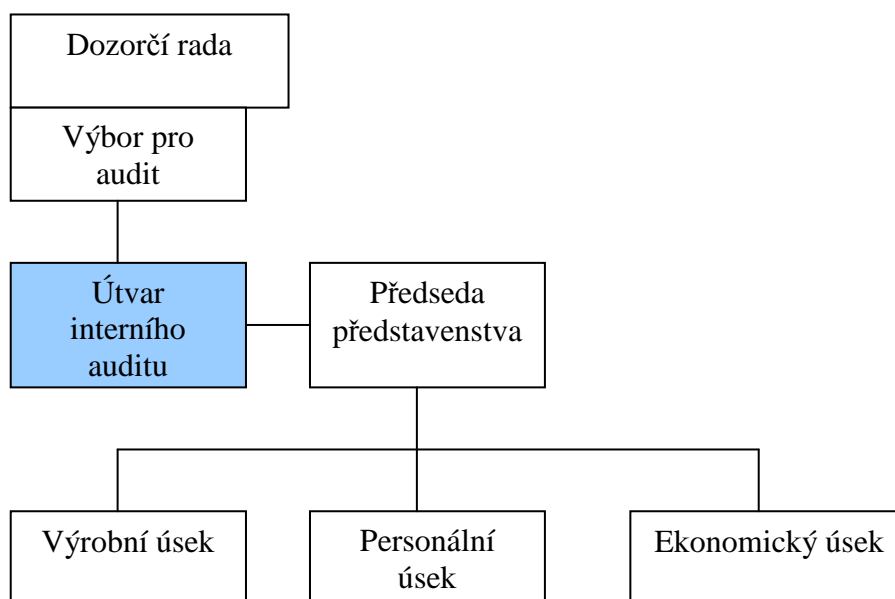 Dozorčí rada
Výbor pro
audit
Útvar
interního
auditu
Předseda
představenstva
Výrobní úsek
Personální
úsek
Ekonomický úsek